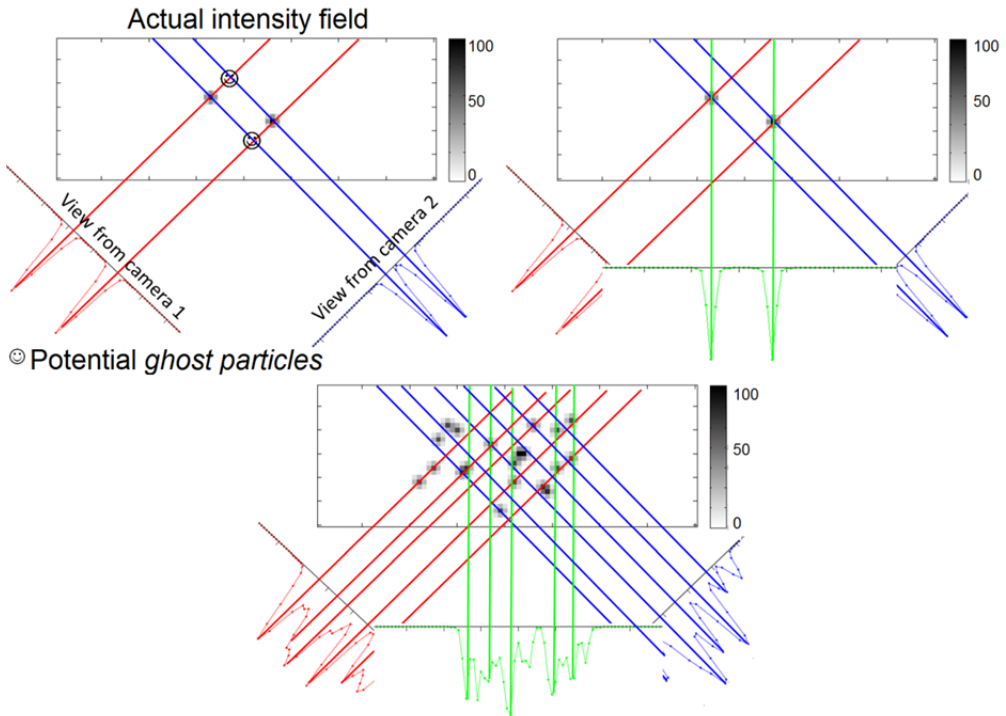 Actual intensity field
100
50
0
100
50
0
View from camera 1
View from camera 2
Potential ghost particles
100
50
0